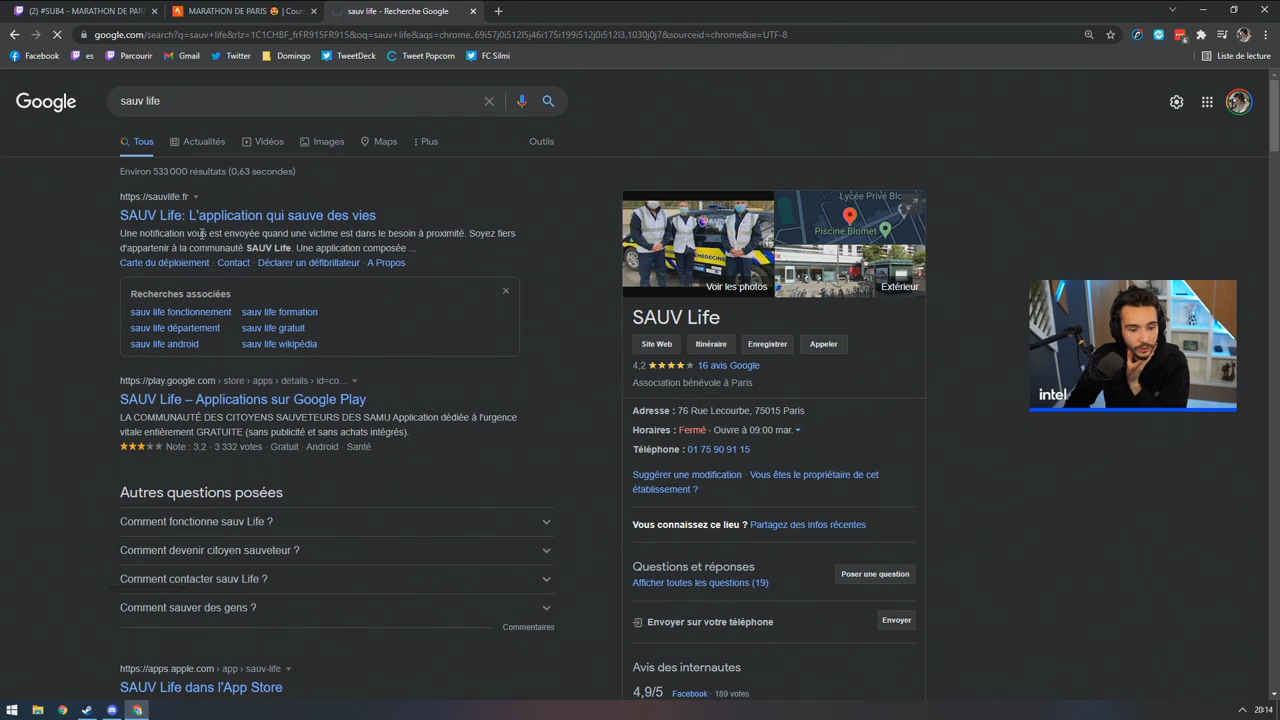 (2) #SUB4 - MARATHON DE PAR
MARATHON DE PARIS 🤩 | Cour
sauv life - Recherche Google
google.com/search?q=sauv+life&rlz=1C1CHBF_frFR915FR915&oq=sauv+life&aqs=chrome..69i57j0i512l5j46i175i199i512j0i512l3.1030j0j7&sourceid=chrome&ie=UTF-8
Facebook es Parcourir Gmail Twitter Domingo TweetDeck Tweet Popcorn FC Silmi Liste de lecture
Google
sauv life
Tous Actualités Vidéos Images Maps Plus Outils
Environ 533 000 résultats (0,63 secondes)
https://sauvlife.fr
SAUV Life: L'application qui sauve des vies
Une notification vous est envoyée quand une victime est dans le besoin à proximité. Soyez fiers
d'appartenir à la communauté SAUV Life. Une application composée ...
Carte du déploiement · Contact · Déclarer un défibrillateur · A Propos
Recherches associées
sauv life fonctionnement sauv life formation
sauv life département sauv life gratuit
sauv life android sauv life wikipédia
https://play.google.com › store › apps › details › id=co...
SAUV Life – Applications sur Google Play
LA COMMUNAUTÉ DES CITOYENS SAUVETEURS DES SAMU Application dédiée à l'urgence
vitale entièrement GRATUITE (sans publicité et sans achats intégrés).
Note : 3,2 · 3 332 votes · Gratuit · Android · Santé
Autres questions posées
Comment fonctionne sauv Life ?
Comment devenir citoyen sauveteur ?
Comment contacter sauv Life ?
Comment sauver des gens ?
Commentaires
https://apps.apple.com › app › sauv-life
SAUV Life dans l'App Store
Lycée Privé Blomet
Piscine Blomet
Voir les photos
Extérieur
SAUV Life
Site Web Itinéraire Enregistrer Appeler
4,2 16 avis Google
Association bénévole à Paris
Adresse : 76 Rue Lecourbe, 75015 Paris
Horaires : Fermé · Ouvre à 09:00 mar.
Téléphone : 01 75 90 91 15
Suggérer une modification · Vous êtes le propriétaire de cet
établissement ?
Vous connaissez ce lieu ? Partagez des infos récentes
Questions et réponses
Afficher toutes les questions (19)
Poser une question
Envoyer sur votre téléphone
Envoyer
Avis des internautes
4,9/5 Facebook · 189 votes
intel
20:14